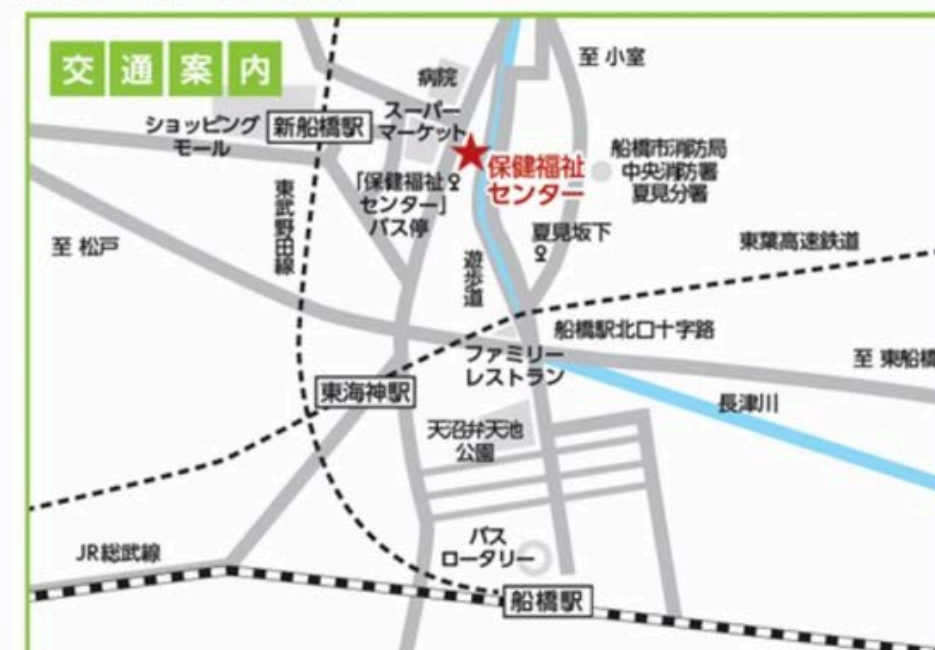 交通案内
至 小室
病院
スーパー
マーケット
ショッピング
モール
新船橋駅
保健福祉
センター
船橋市消防局
中央消防署
夏見分署
「保健福祉
センター」
バス停
東武野田線
夏見坂下
至 松戸
遊歩道
東葉高速鉄道
船橋駅北口十字路
ファミリー
レストラン
至 東船橋
東海神駅
長津川
天沼弁天池
公園
バス
ロータリー
JR総武線
船橋駅